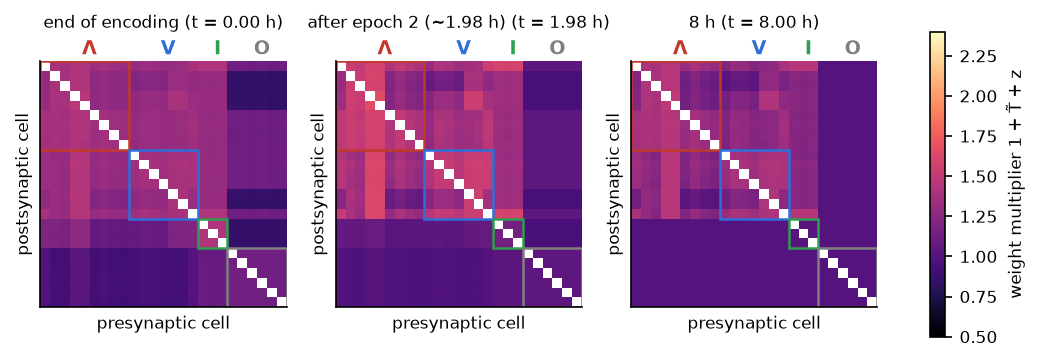 end of encoding (t = 0.00 h)
after epoch 2 (~1.98 h) (t = 1.98 h)
8 h (t = 8.00 h)
Λ V I O
Λ V I O
Λ V I O
postsynaptic cell
postsynaptic cell
postsynaptic cell
presynaptic cell
presynaptic cell
presynaptic cell
2.25
2.00
1.75
1.50
1.25
1.00
0.75
0.50
weight multiplier 1 + T̃ + z